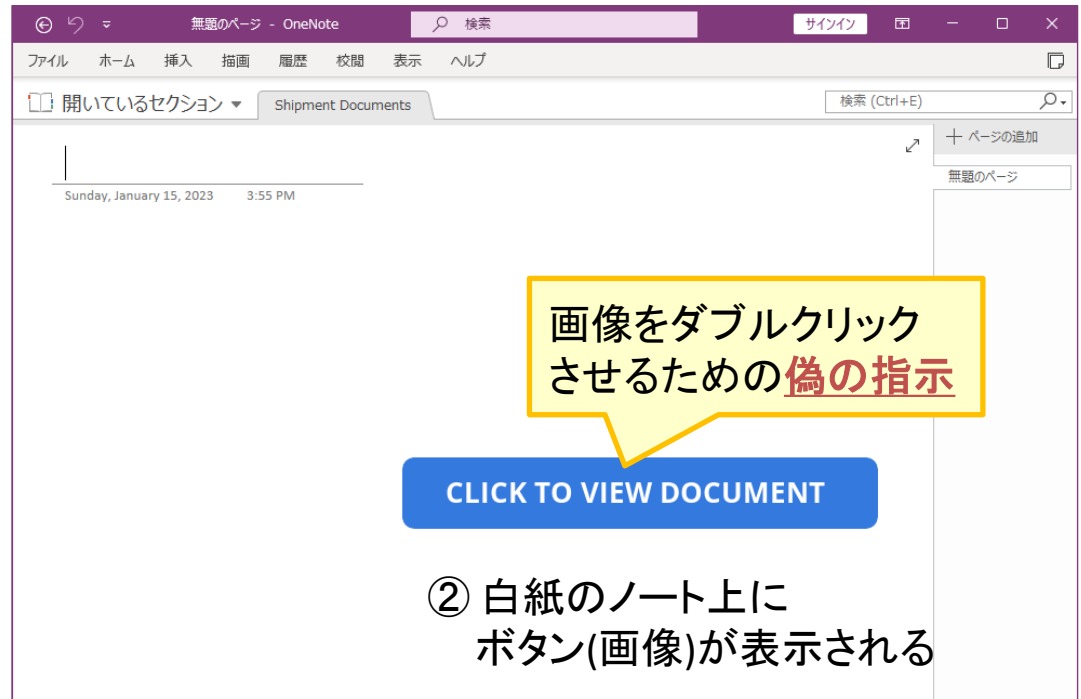 無題のページ - OneNote
検索
サインイン
ファイル ホーム 挿入 描画 履歴 校閲 表示 ヘルプ
開いているセクション
Shipment Documents
検索 (Ctrl+E)
ページの追加
無題のページ
Sunday, January 15, 2023 3:55 PM
画像をダブルクリック
させるための偽の指示
CLICK TO VIEW DOCUMENT
② 白紙のノート上に
ボタン(画像)が表示される